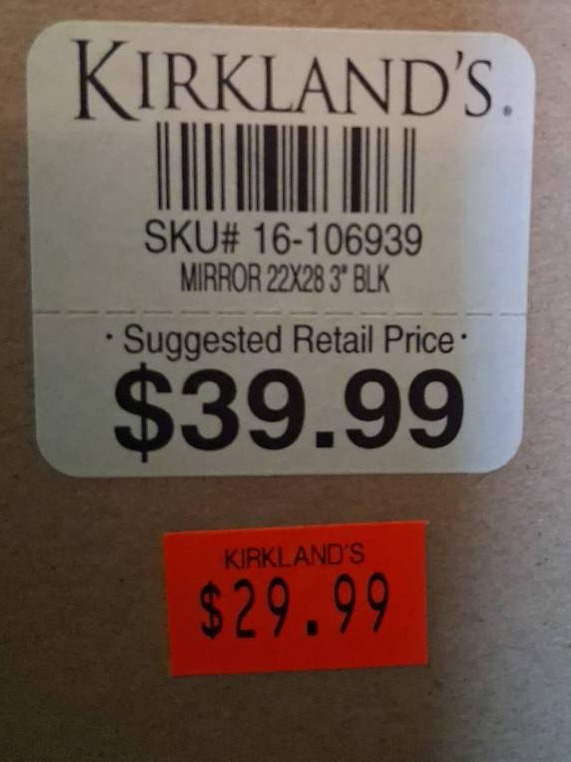 KIRKLAND'S®
SKU# 16-106939
MIRROR 22X28 3" BLK
· Suggested Retail Price ·
$39.99
KIRKLAND'S
$29.99